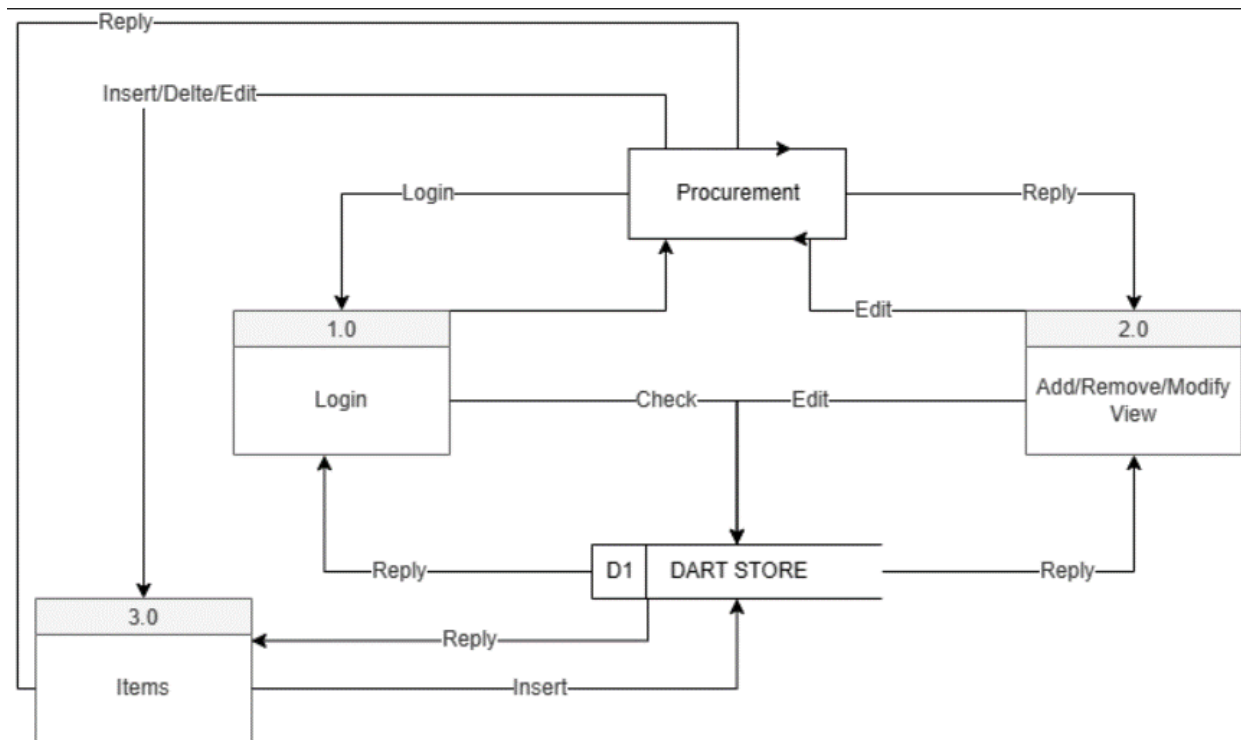 Reply
Insert/Delte/Edit
Login
Procurement
Reply
Edit
1.0
Login
2.0
Add/Remove/Modify
View
Check
Edit
Reply
D1
DART STORE
Reply
3.0
Items
Reply
Insert